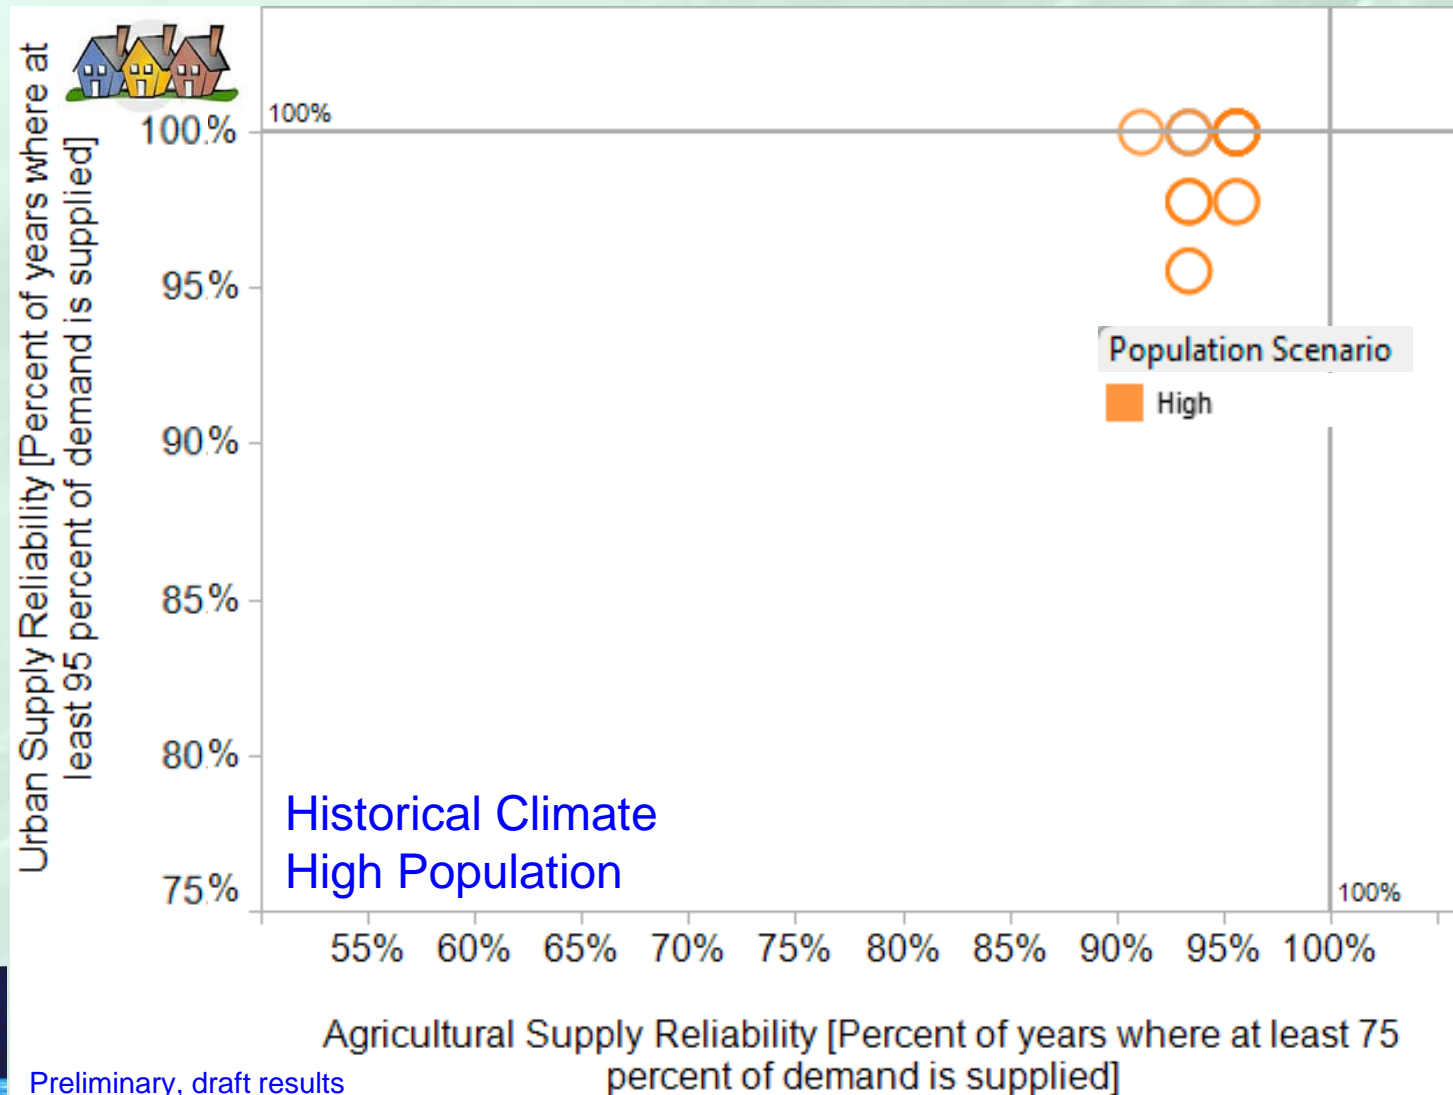 Urban Supply Reliability [Percent of years where at
least 95 percent of demand is supplied]
100%
100%
95%
90%
85%
80%
75%
Population Scenario
High
Historical Climate
High Population
100%
55% 60% 65% 70% 75% 80% 85% 90% 95% 100%
Agricultural Supply Reliability [Percent of years where at least 75
percent of demand is supplied]
Preliminary, draft results